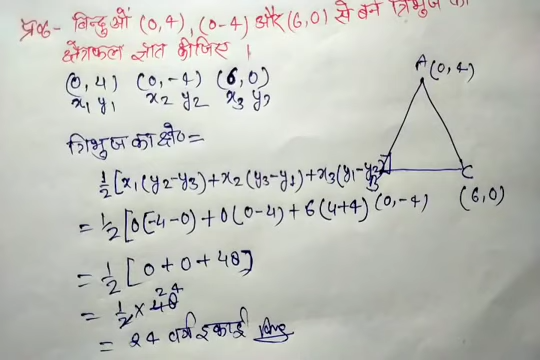 प्रश्न- बिन्दुओं (0,4), (0-4) और (6,0) से बने त्रिभुज का
क्षेत्रफल ज्ञात कीजिए।
(0, 4) (0, -4) (6, 0)
x₁ y₁ x₂ y₂ x₃ y₃
A (0, 4)
त्रिभुज का क्षे० =
½[x₁(y₂-y₃)+x₂(y₃-y₁)+x₃(y₁-y₂)]
C
(0, -4) (6, 0)
= ½[0(-4-0)+0(0-4)+6(4+4)
= ½[0+0+48]
= ½ × 48 24
= 24 वर्ग इकाई Ans